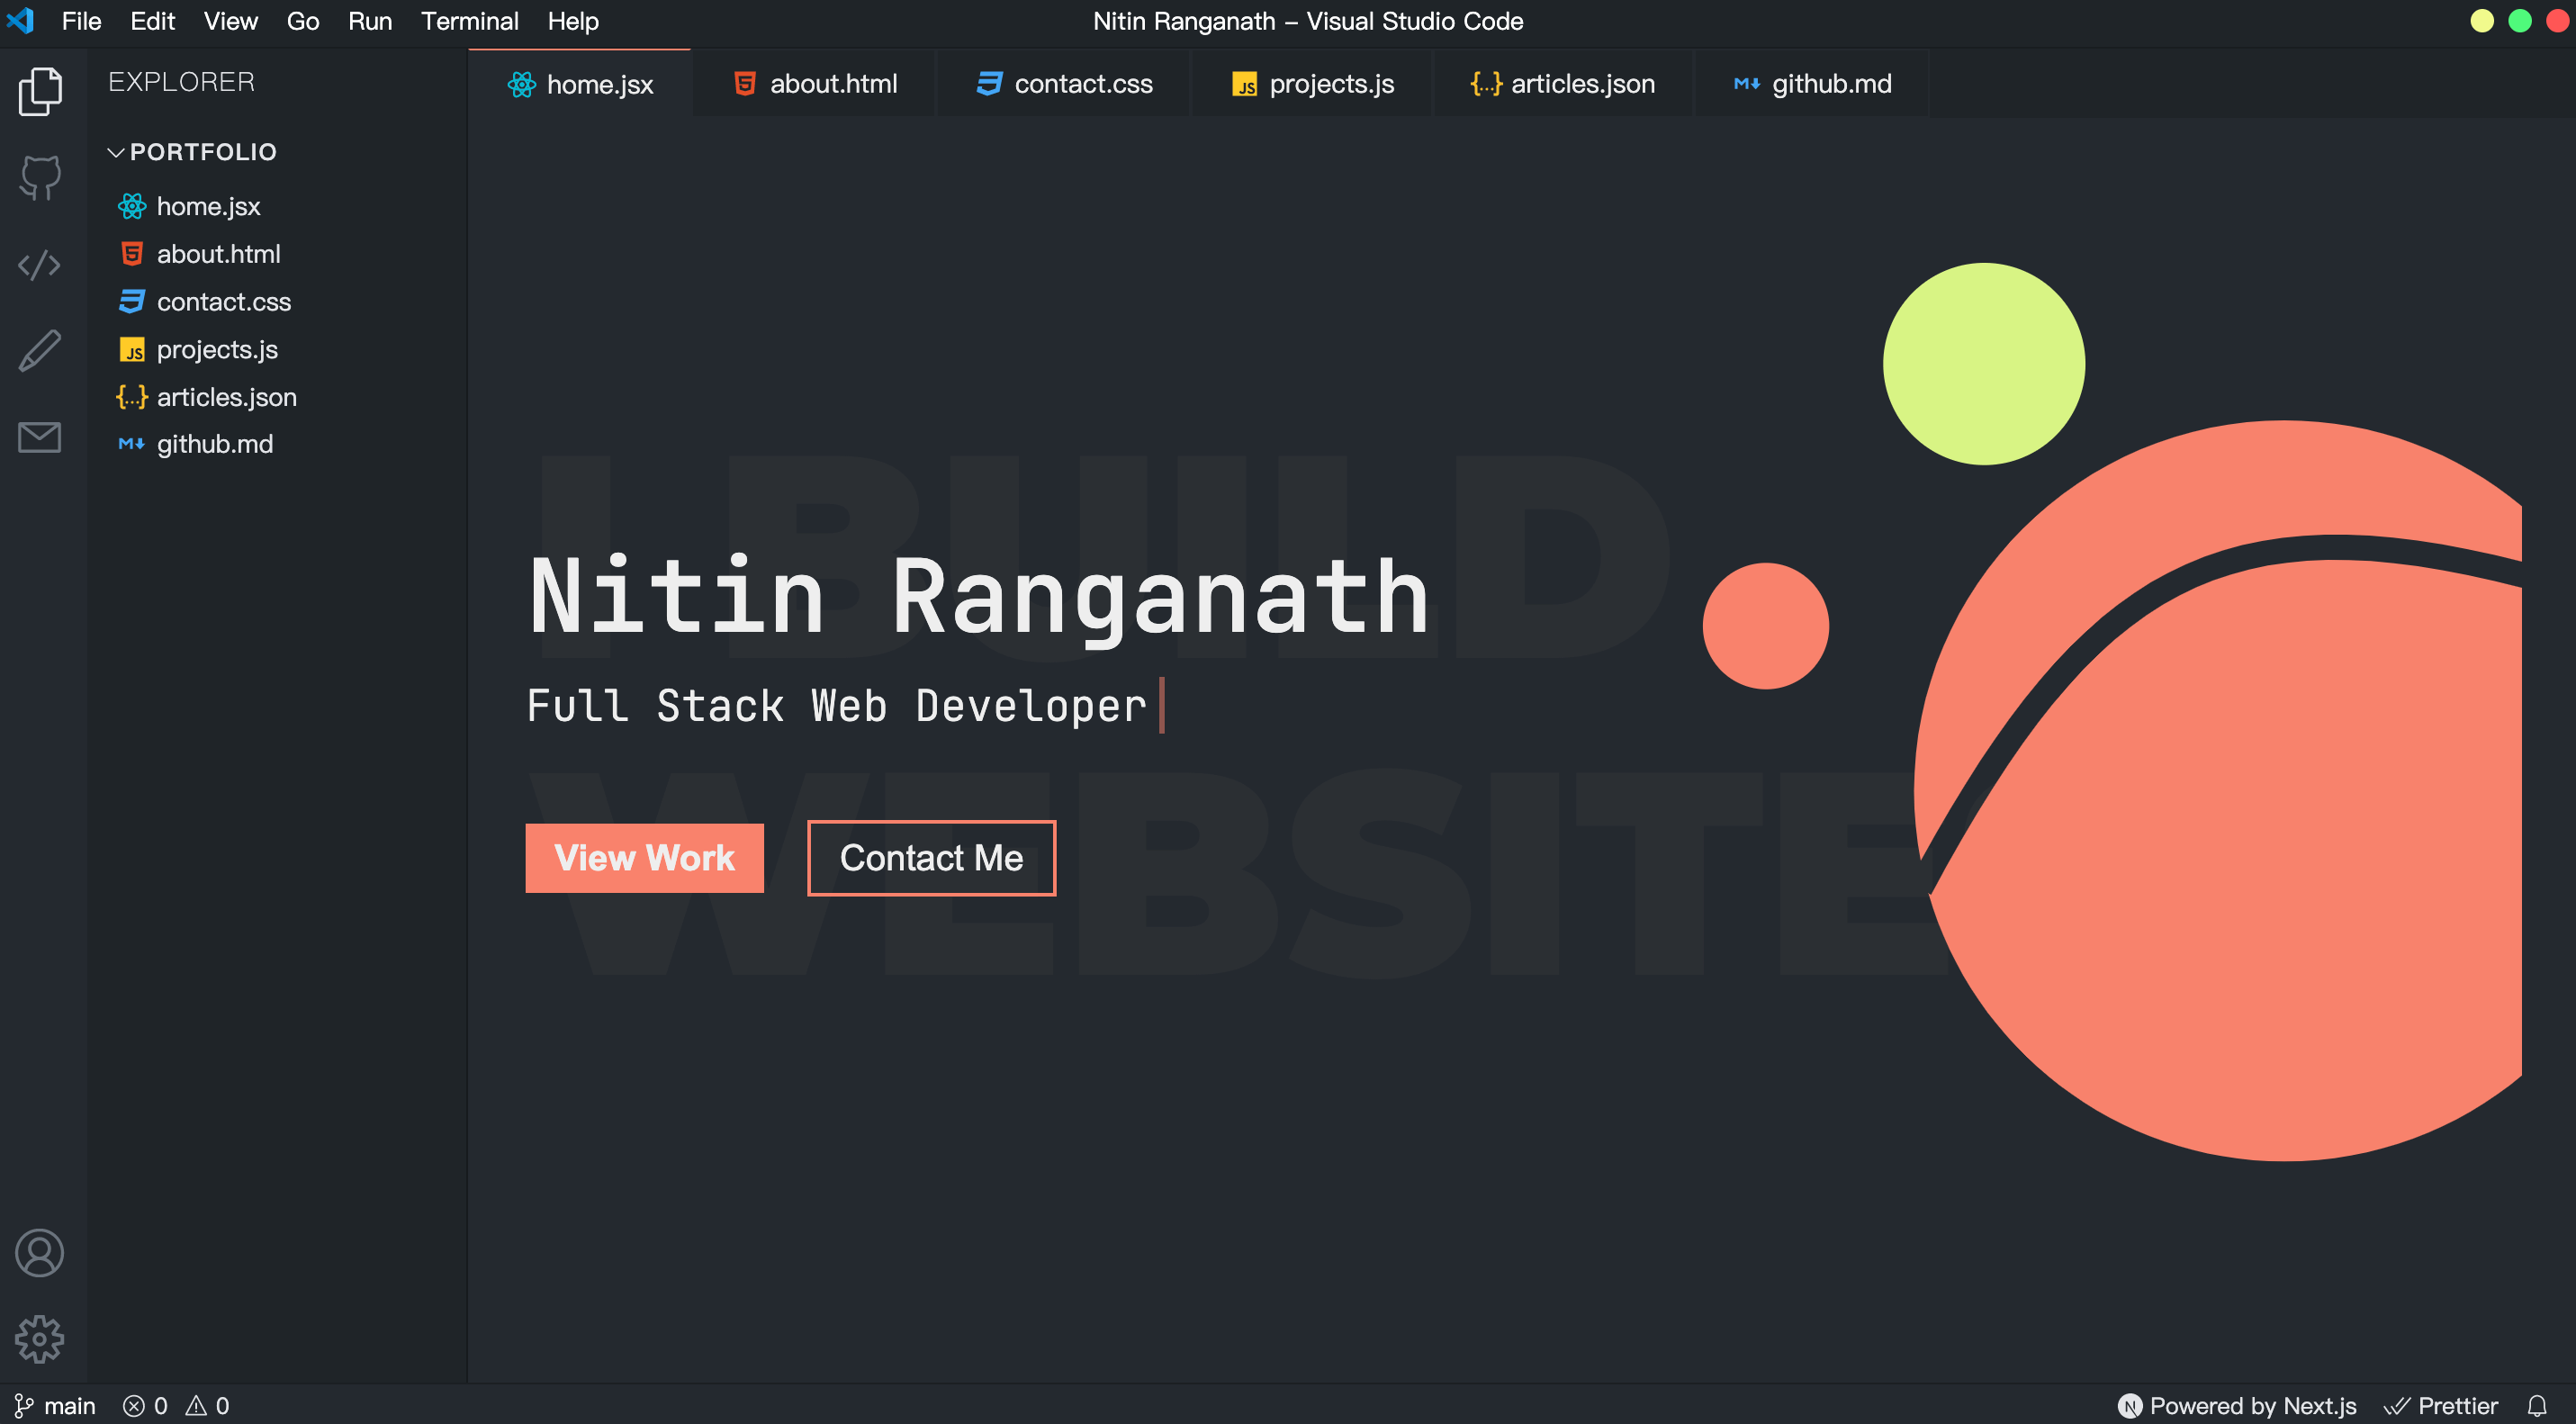 File Edit View Go Run Terminal Help
Nitin Ranganath – Visual Studio Code
EXPLORER
PORTFOLIO
home.jsx
about.html
contact.css
projects.js
articles.json
github.md
home.jsx
about.html
contact.css
projects.js
articles.json
github.md
I BUILD
Nitin Ranganath
Full Stack Web Developer
WEBSITE
View Work
Contact Me
main
0
0
Powered by Next.js
Prettier